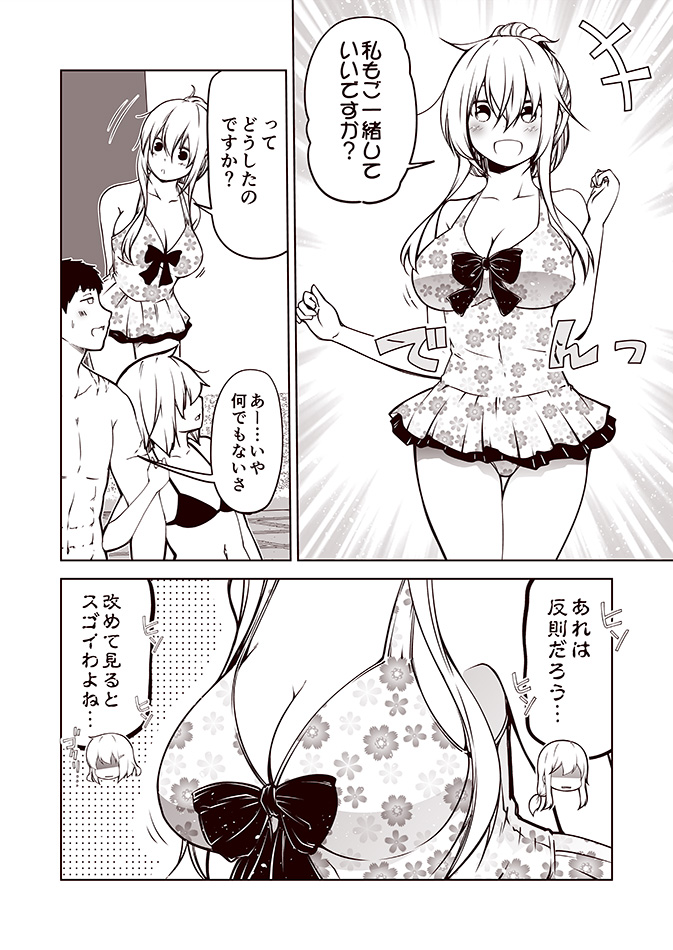 私もご一緒して
いいですか？
でんっ
って
どうしたの
ですか？
あー…いや
何でもないさ
あれは
反則だろう…
ヒソ
ヒソ
改めて見ると
スゴイわよね…
ヒソ
ヒソ